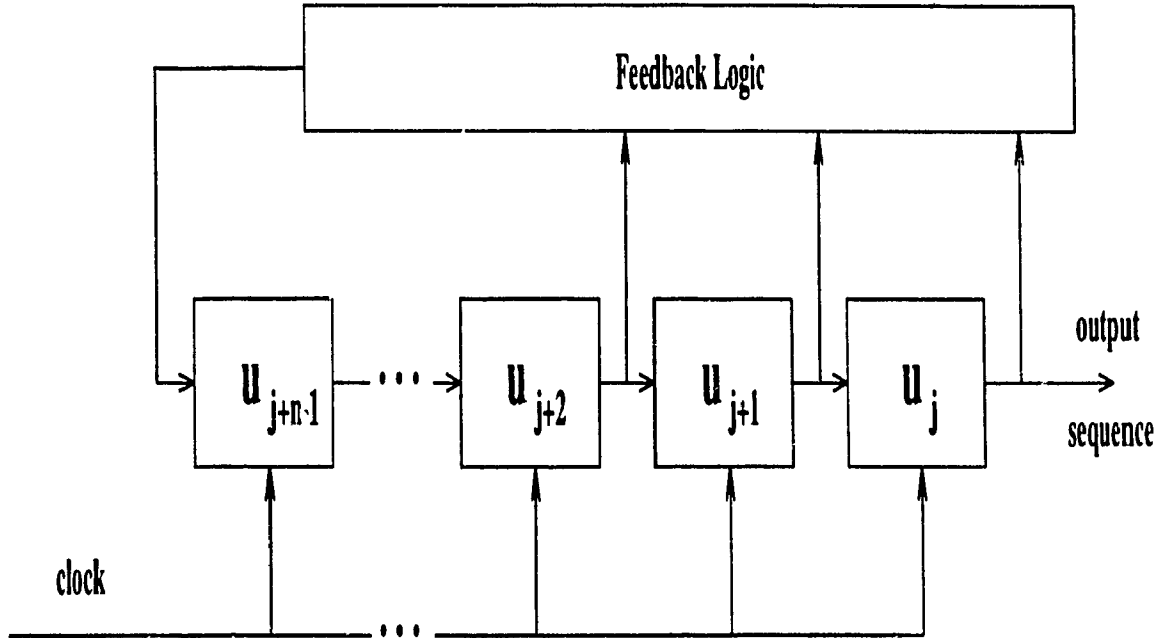 Feedback Logic
output
u j+n-1 ... u j+2 u j+1 u j
sequence
clock
...